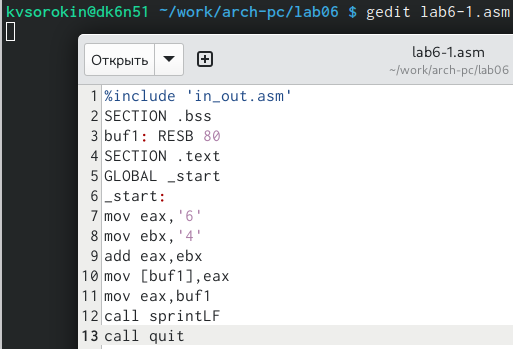 kvsorokin@dk6n51 ~/work/arch-pc/lab06 $ gedit lab6-1.asm
Открыть
lab6-1.asm
~/work/arch-pc/lab06
1 %include 'in_out.asm'
2 SECTION .bss
3 buf1: RESB 80
4 SECTION .text
5 GLOBAL _start
6 _start:
7 mov eax,'6'
8 mov ebx,'4'
9 add eax,ebx
10 mov [buf1],eax
11 mov eax,buf1
12 call sprintLF
13 call quit